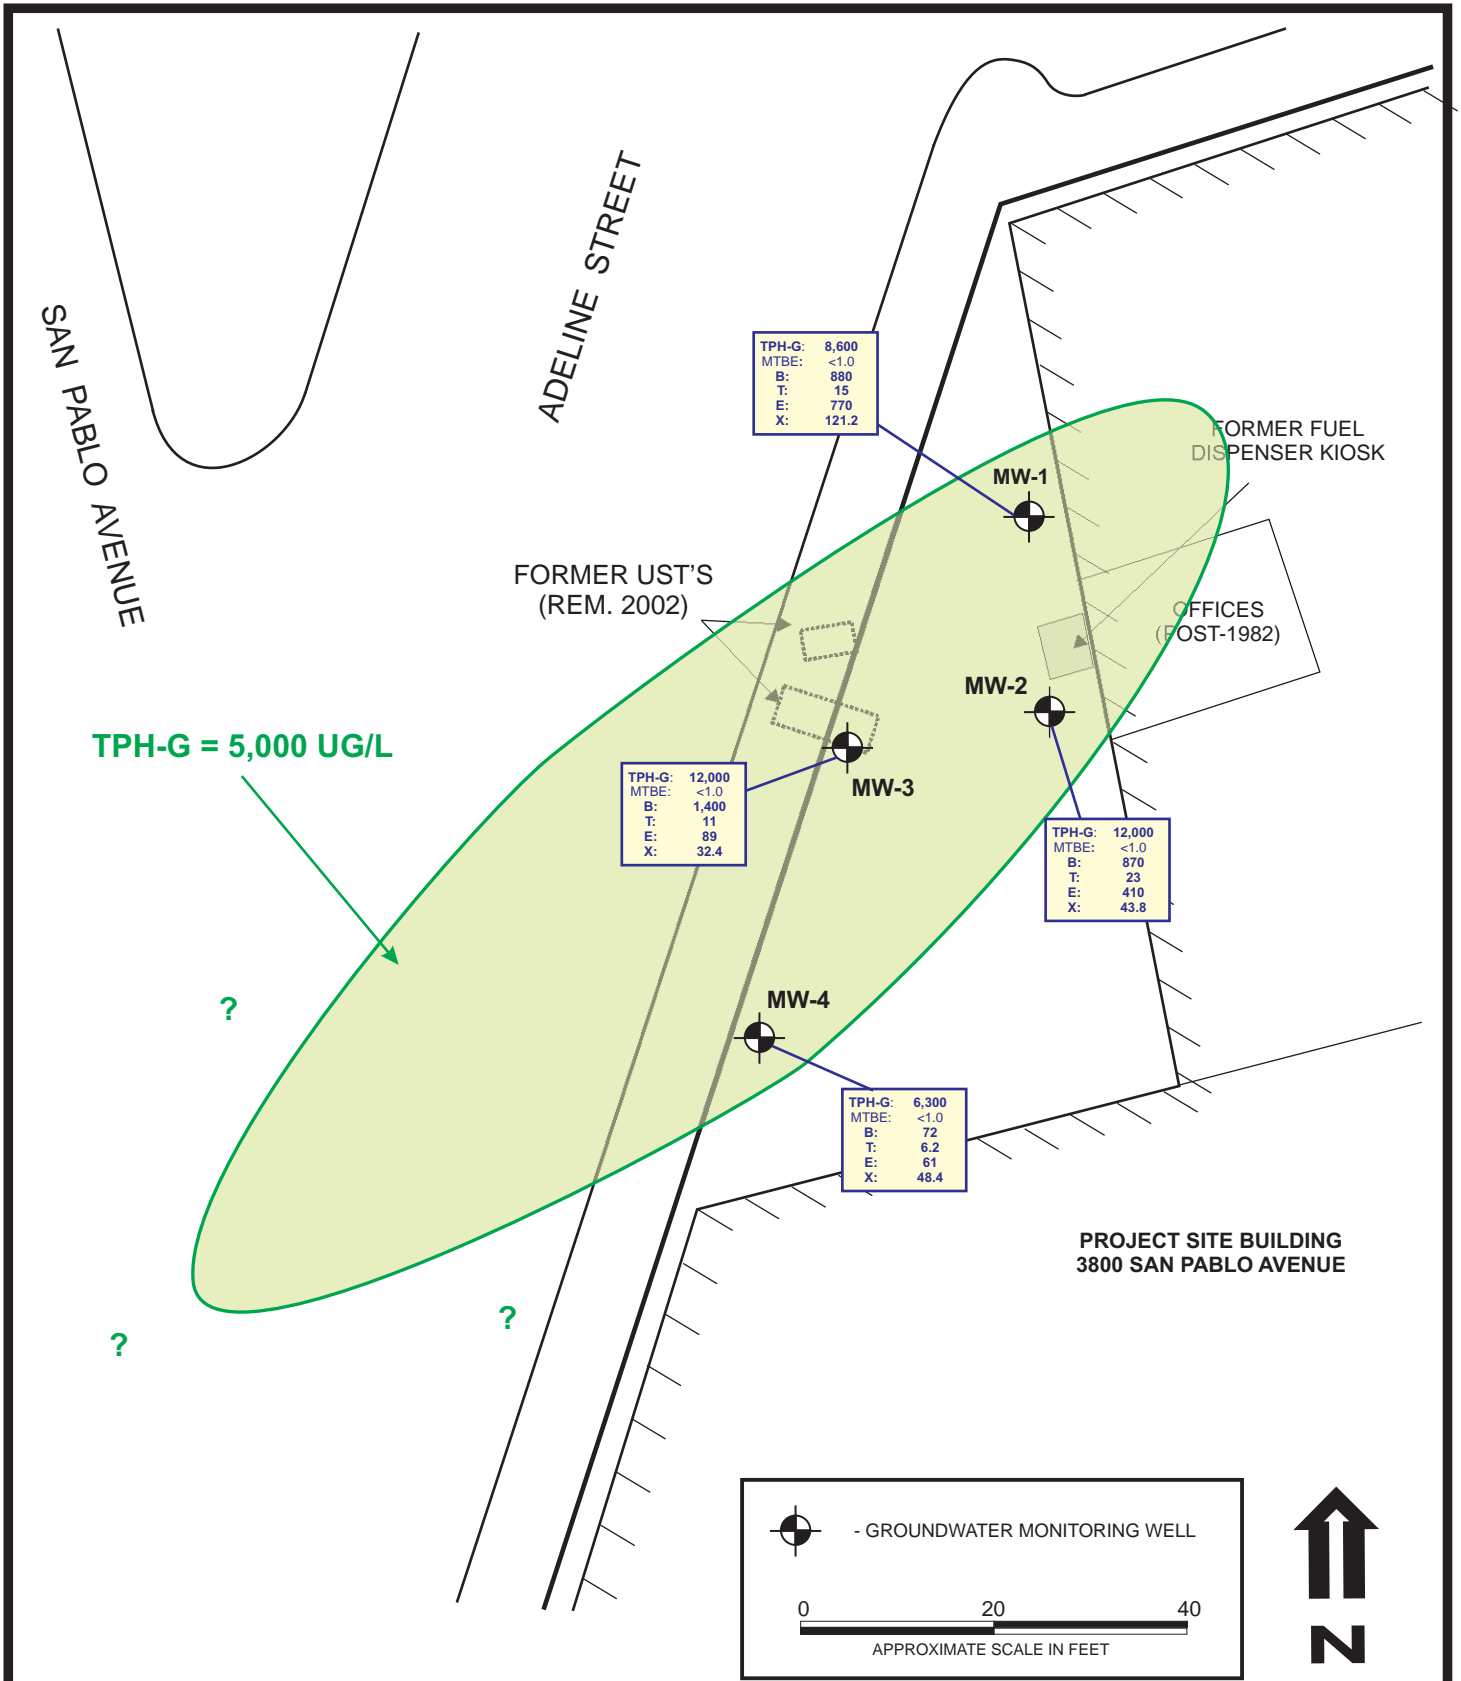 SAN PABLO AVENUE
ADELINE STREET
TPH-G: 8,600
MTBE: <1.0
B: 880
T: 15
E: 770
X: 121.2
FORMER FUEL
DISPENSER KIOSK
MW-1
FORMER UST'S
(REM. 2002)
OFFICES
(POST-1982)
MW-2
TPH-G = 5,000 UG/L
TPH-G: 12,000
MTBE: <1.0
B: 1,400
T: 11
E: 89
X: 32.4
MW-3
TPH-G: 12,000
MTBE: <1.0
B: 870
T: 23
E: 410
X: 43.8
?
MW-4
TPH-G: 6,300
MTBE: <1.0
B: 72
T: 6.2
E: 61
X: 48.4
PROJECT SITE BUILDING
3800 SAN PABLO AVENUE
?
?
- GROUNDWATER MONITORING WELL
0 20 40
APPROXIMATE SCALE IN FEET
N